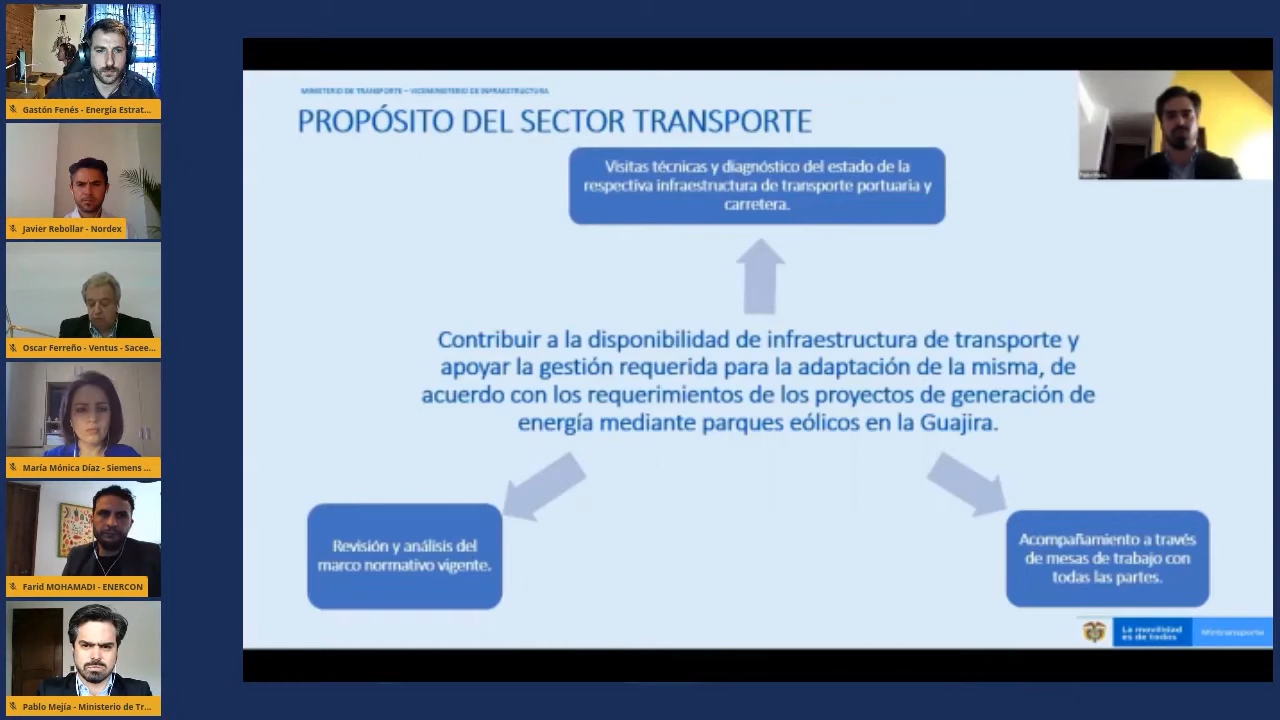 Gastón Fenés - Energía Estrat...
Javier Rebollar - Nordex
Oscar Ferreño - Ventus - Sacee...
María Mónica Díaz - Siemens ...
Farid MOHAMADI - ENERCON
Pablo Mejía - Ministerio de Tr...
MINISTERIO DE TRANSPORTE – VICEMINISTERIO DE INFRAESTRUCTURA
PROPÓSITO DEL SECTOR TRANSPORTE
Visitas técnicas y diagnóstico del estado de la
respectiva infraestructura de transporte portuaria y
carretera.
Contribuir a la disponibilidad de infraestructura de transporte y
apoyar la gestión requerida para la adaptación de la misma, de
acuerdo con los requerimientos de los proyectos de generación de
energía mediante parques eólicos en la Guajira.
Revisión y análisis del
marco normativo vigente.
Acompañamiento a través
de mesas de trabajo con
todas las partes.
La movilidad
es de todos
Mintransporte